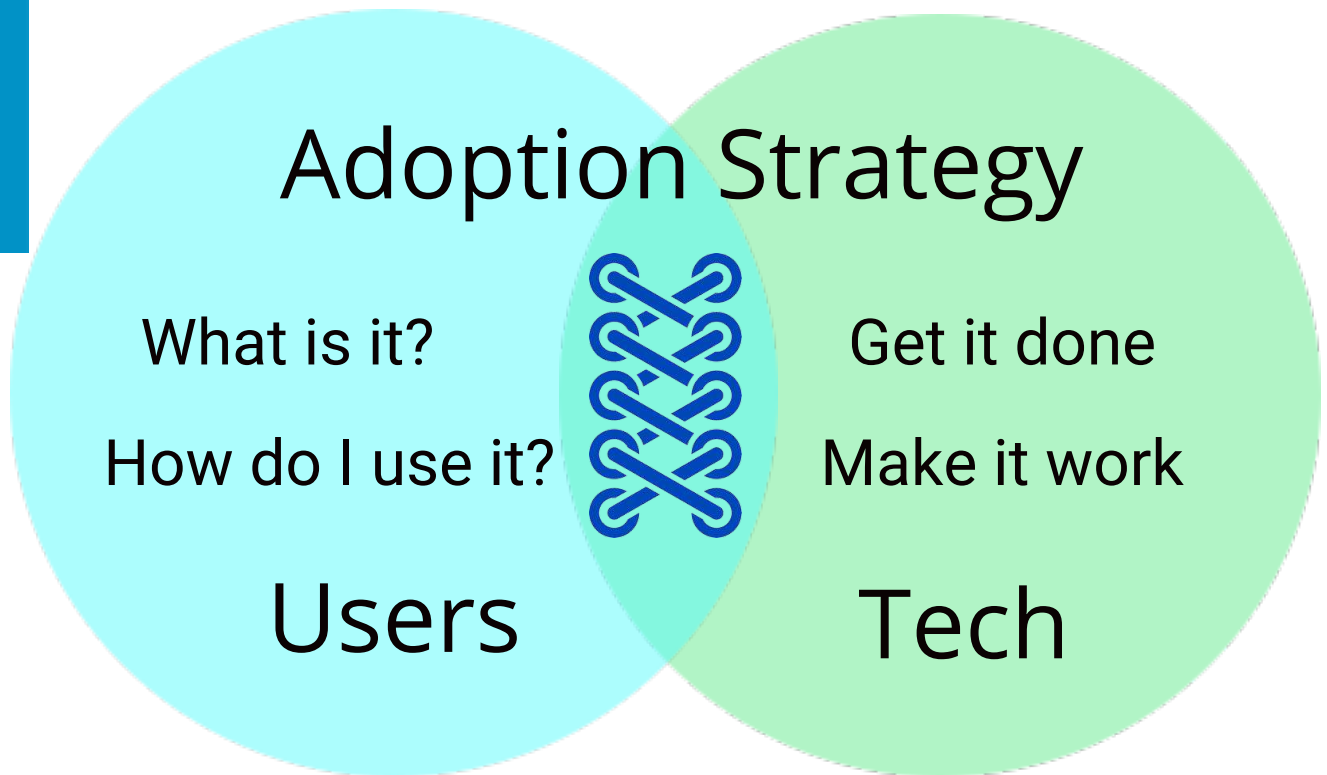 Adoption Strategy
What is it?
How do I use it?
Users
Get it done
Make it work
Tech